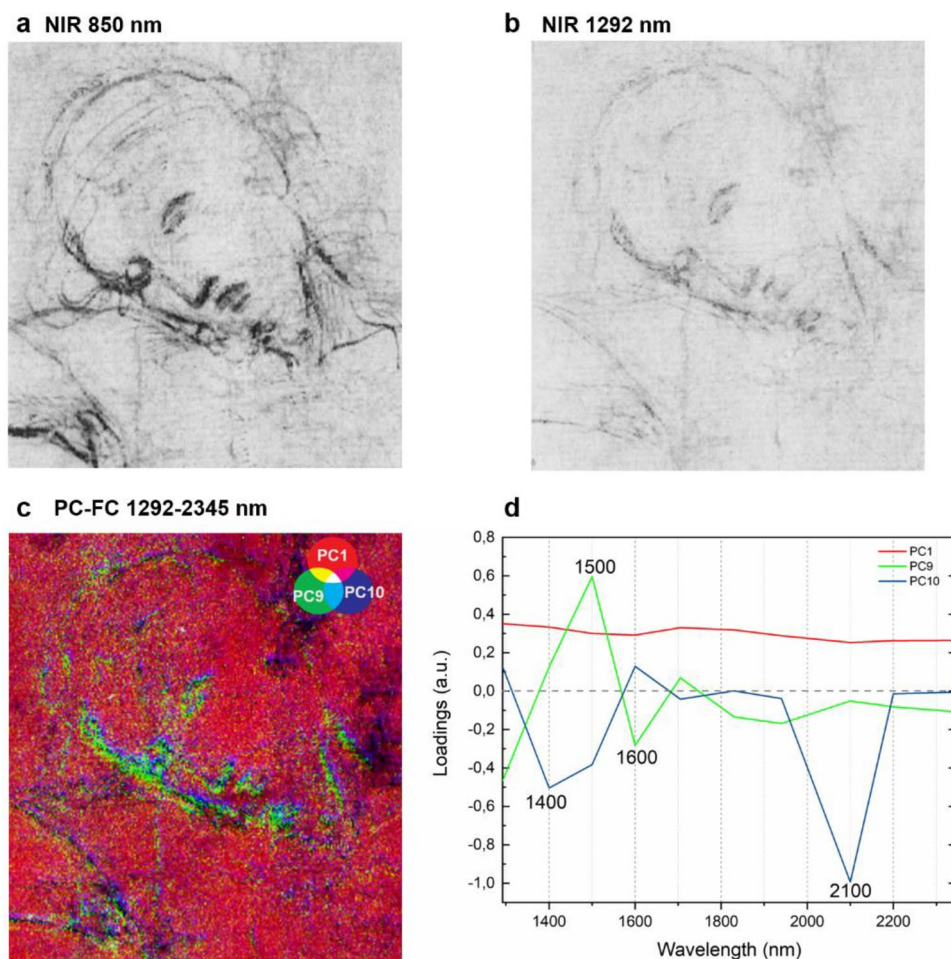 a NIR 850 nm
b NIR 1292 nm
c PC-FC 1292-2345 nm
PC1
PC9
PC10
d
0,8
0,6
0,4
0,2
0,0
-0,2
-0,4
-0,6
-0,8
-1,0
Loadings (a.u.)
1500
1600
1400
2100
PC1
PC9
PC10
1400
1600
1800
2000
2200
Wavelength (nm)